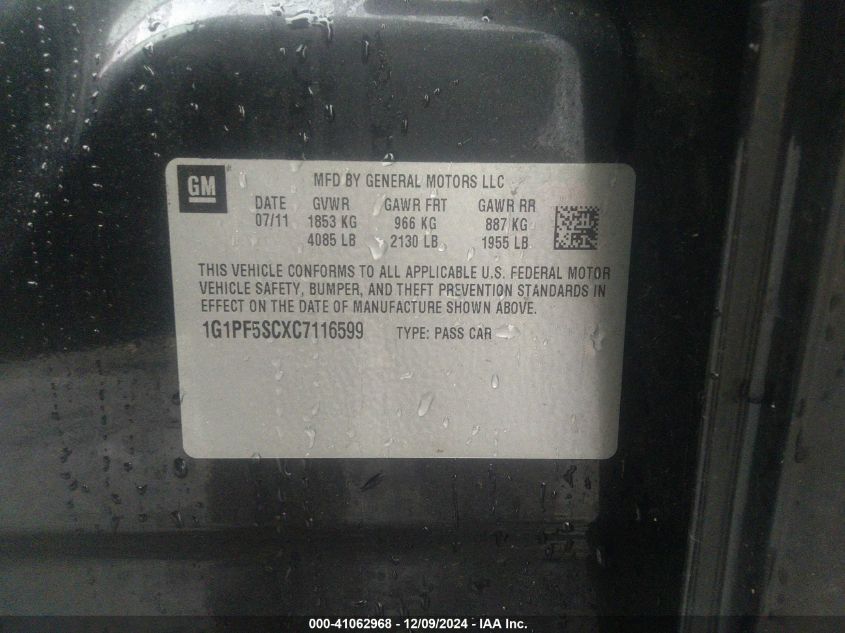 GM
MFD BY GENERAL MOTORS LLC
DATE GVWR GAWR FRT GAWR RR
07/11 1853 KG 966 KG 887 KG
4085 LB 2130 LB 1955 LB
THIS VEHICLE CONFORMS TO ALL APPLICABLE U.S. FEDERAL MOTOR
VEHICLE SAFETY, BUMPER, AND THEFT PREVENTION STANDARDS IN
EFFECT ON THE DATE OF MANUFACTURE SHOWN ABOVE.
1G1PF5SCXC7116599 TYPE: PASS CAR
000-41062968 - 12/09/2024 - IAA Inc.